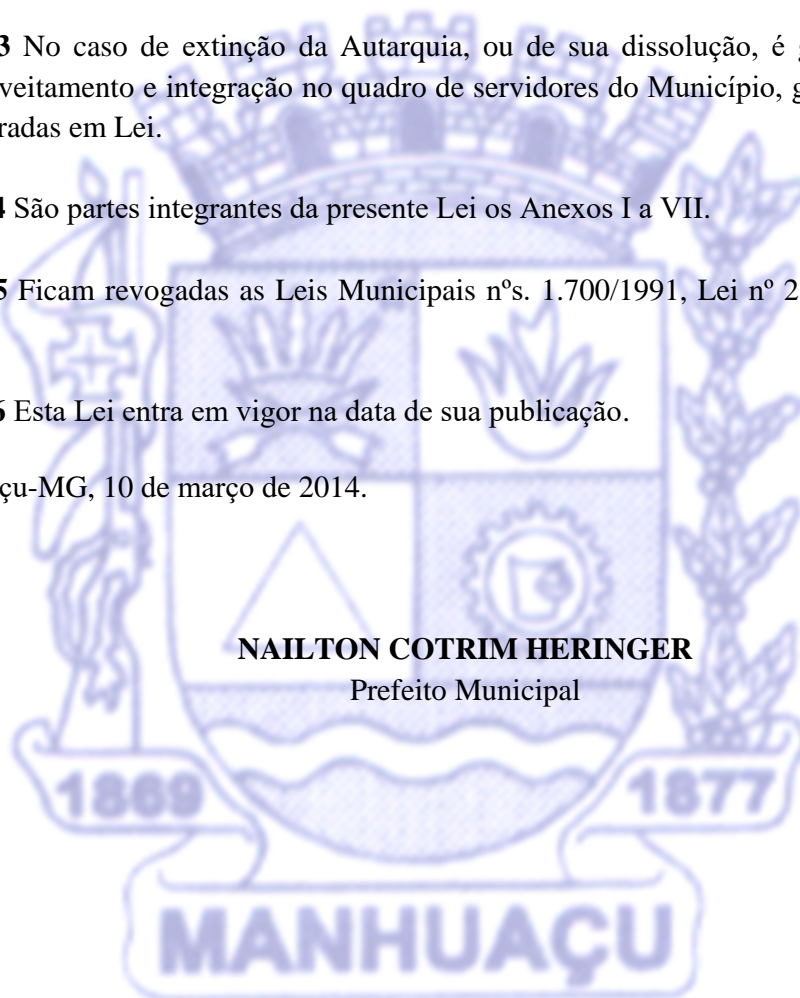 3 No caso de extinção da Autarquia, ou de sua dissolução, é
veitamento e integração no quadro de servidores do Município,
radas em Lei.
4 São partes integrantes da presente Lei os Anexos I a VII.
5 Ficam revogadas as Leis Municipais nºs. 1.700/1991, Lei nº 2
6 Esta Lei entra em vigor na data de sua publicação.
çu-MG, 10 de março de 2014.
NAILTON COTRIM HERINGER
Prefeito Municipal
1869 1877
MANHUAÇU